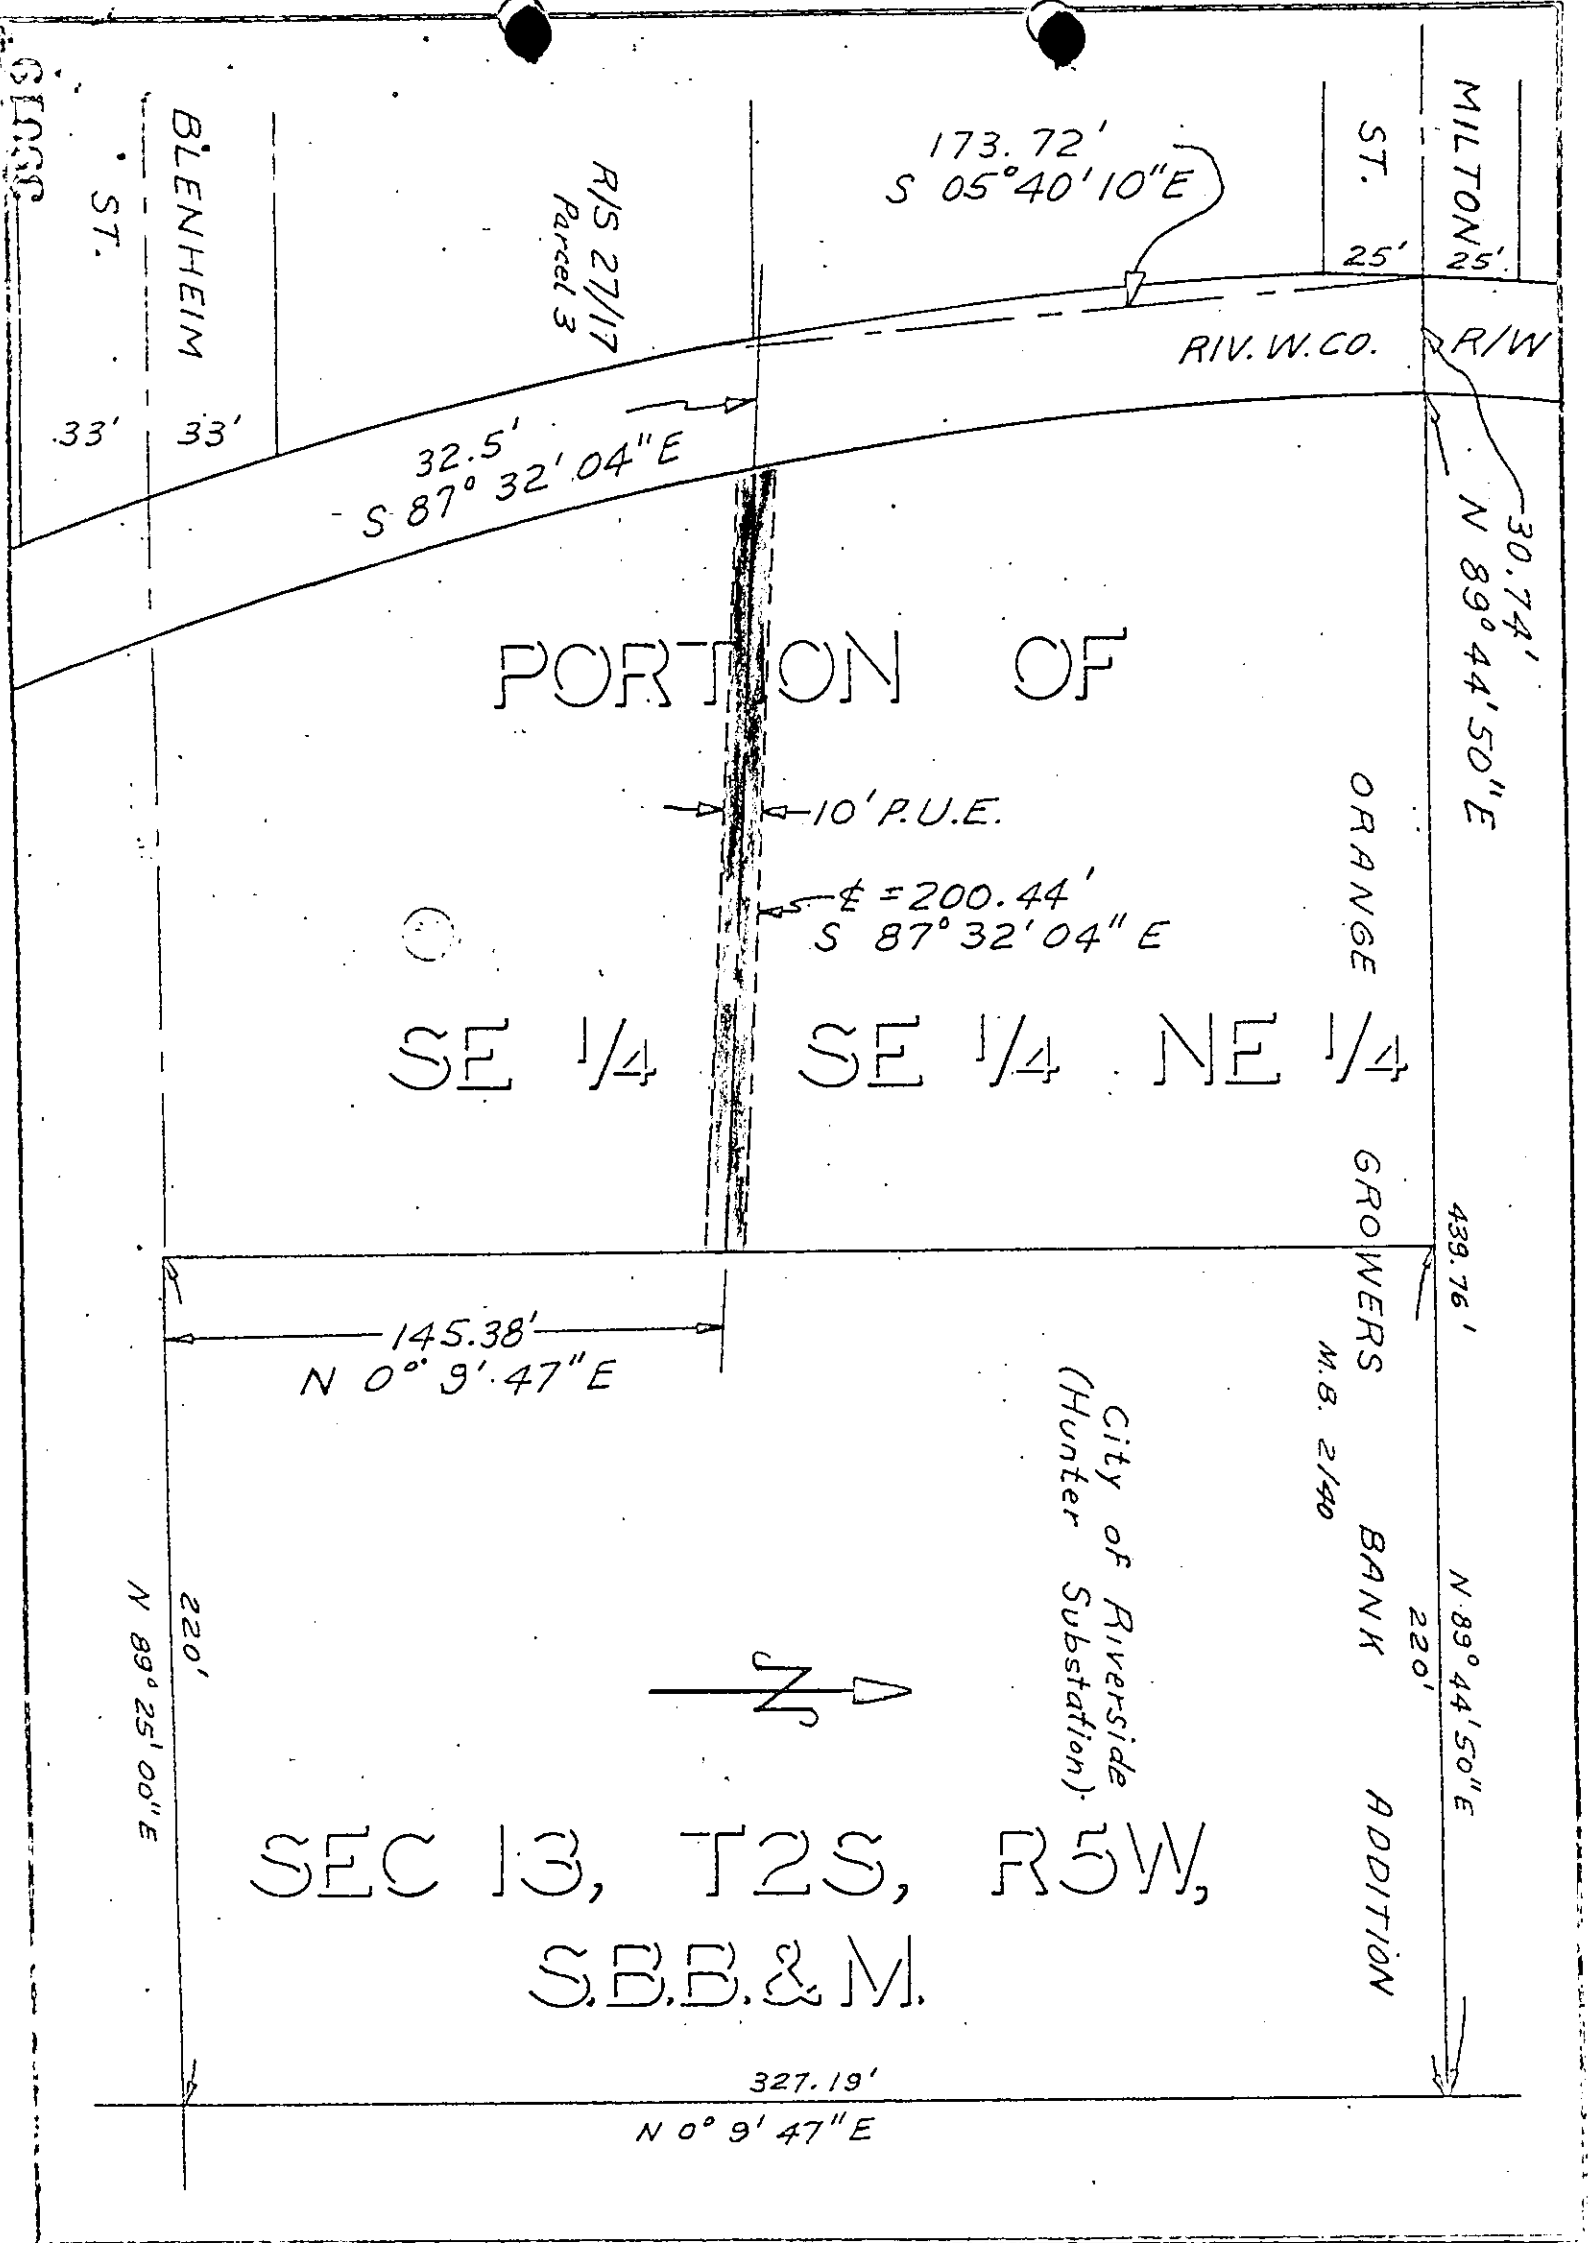 MILTON
ST.
25'
25'
BLENHEIM
ST.
33'
33'
R/S 27/17
Parcel 3
173.72'
S 05°40'10"E
RIV. W. CO. R/W
32.5'
S 87° 32' 04"E
30.74'
N 89° 44' 50"E
PORTION OF
10' P.U.E.
℄ = 200.44'
S 87° 32' 04" E
SE 1/4 SE 1/4 NE 1/4
ORANGE GROWERS BANK ADDITION
M.B. 2/40
439.76'
N 89° 44' 50"E
220'
145.38'
N 0° 9' 47"E
City of Riverside
(Hunter Substation)
220'
N 89° 25' 00"E
N
SEC 13, T2S, R5W,
S.B.B. & M.
327.19'
N 0° 9' 47"E